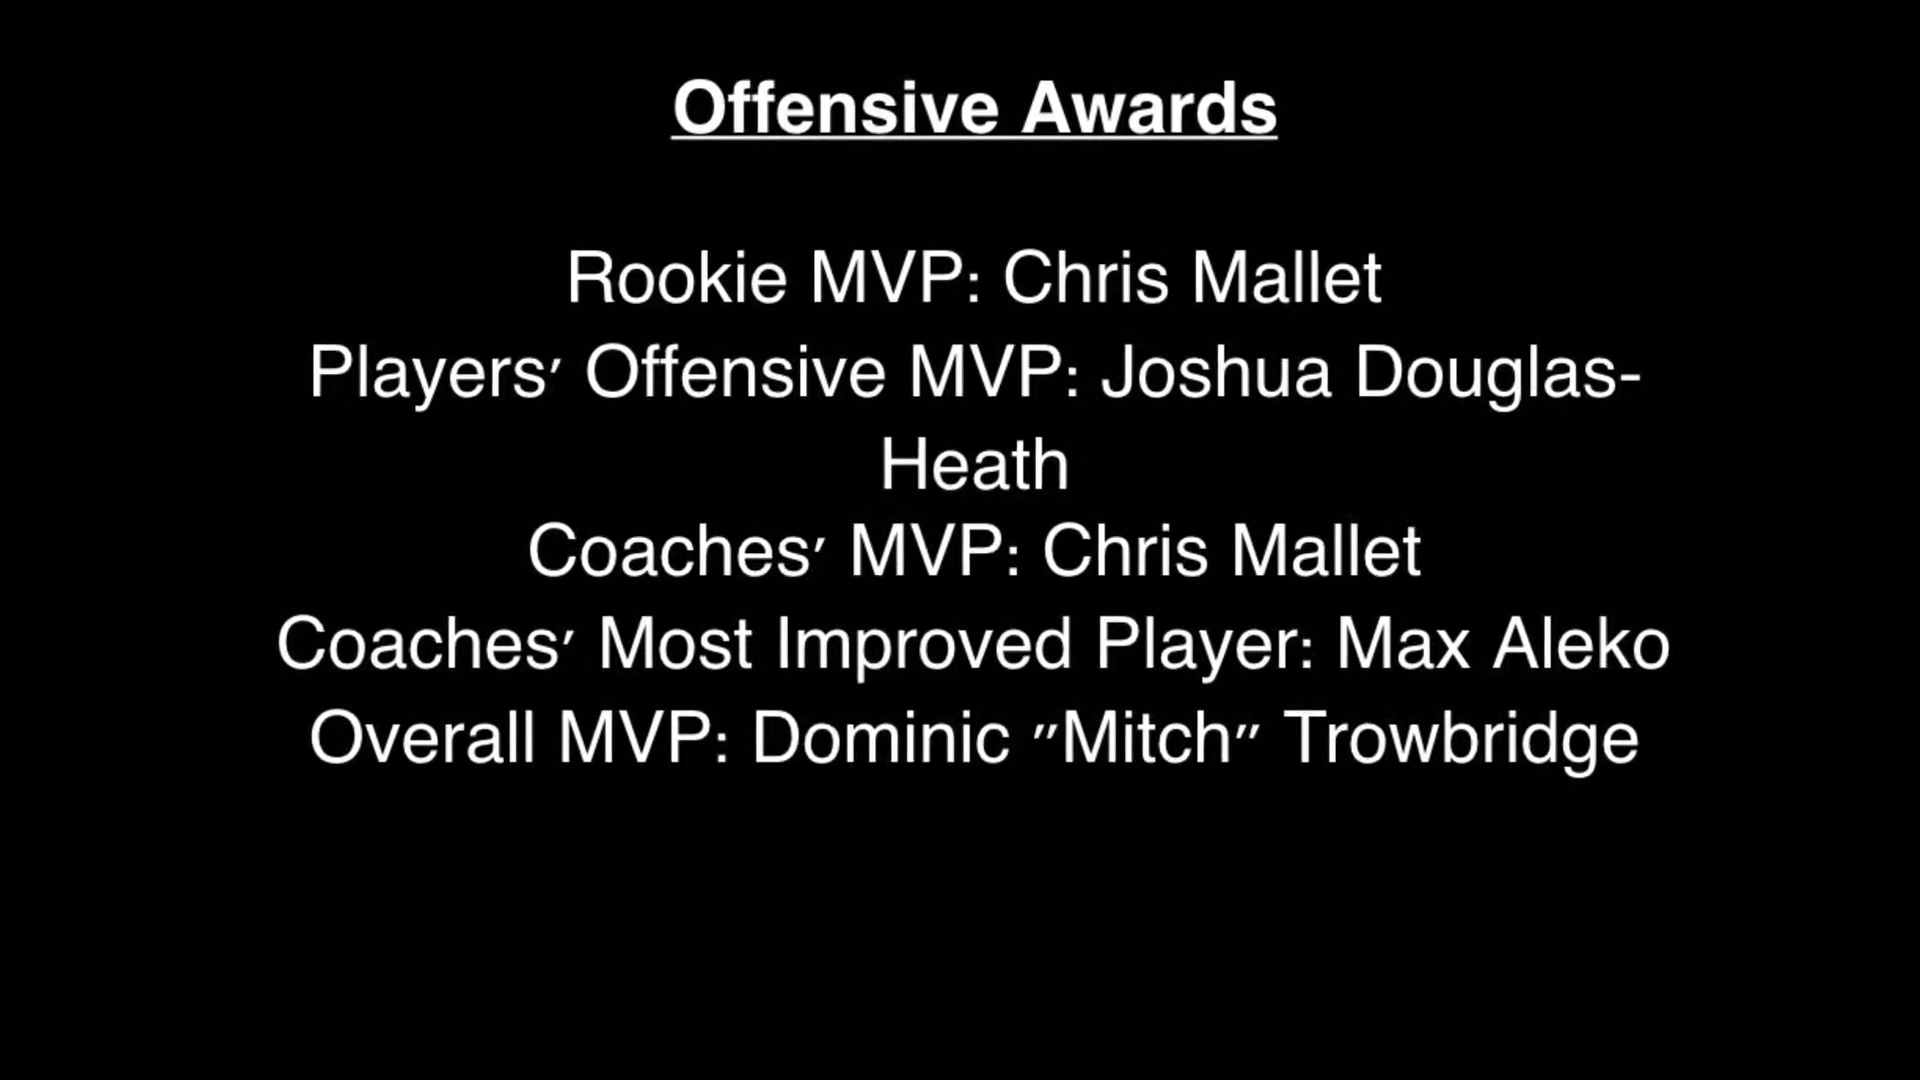 Offensive Awards
Rookie MVP: Chris Mallet
Players′ Offensive MVP: Joshua Douglas-
Heath
Coaches′ MVP: Chris Mallet
Coaches′ Most Improved Player: Max Aleko
Overall MVP: Dominic ″Mitch″ Trowbridge